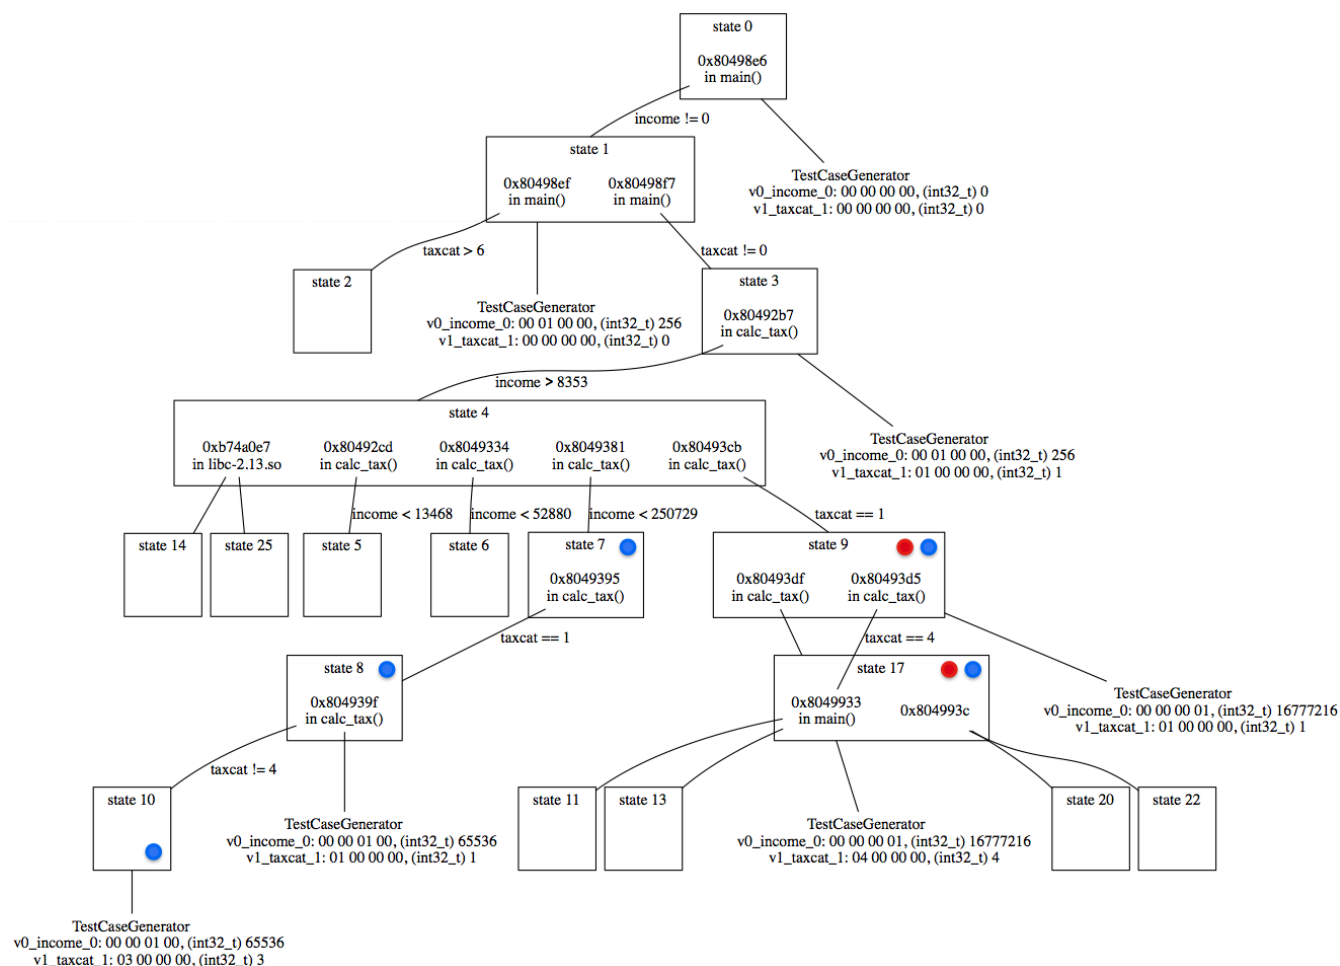 state 0
0x80498e6
in main()
income != 0
state 1
0x80498ef
in main()
0x80498f7
in main()
TestCaseGenerator
v0_income_0: 00 00 00 00, (int32_t) 0
v1_taxcat_1: 00 00 00 00, (int32_t) 0
taxcat > 6
taxcat != 0
state 2
TestCaseGenerator
v0_income_0: 00 01 00 00, (int32_t) 256
v1_taxcat_1: 00 00 00 00, (int32_t) 0
state 3
0x80492b7
in calc_tax()
income > 8353
state 4
0xb74a0e7
in libc-2.13.so
0x80492cd
in calc_tax()
0x8049334
in calc_tax()
0x8049381
in calc_tax()
0x80493cb
in calc_tax()
TestCaseGenerator
v0_income_0: 00 01 00 00, (int32_t) 256
v1_taxcat_1: 01 00 00 00, (int32_t) 1
income < 13468
income < 52880
income < 250729
taxcat == 1
state 14
state 25
state 5
state 6
state 7
0x8049395
in calc_tax()
state 9
0x80493df
in calc_tax()
0x80493d5
in calc_tax()
taxcat == 1
taxcat == 4
state 8
0x804939f
in calc_tax()
state 17
0x8049933
in main()
0x804993c
TestCaseGenerator
v0_income_0: 00 00 00 01, (int32_t) 16777216
v1_taxcat_1: 01 00 00 00, (int32_t) 1
taxcat != 4
state 10
TestCaseGenerator
v0_income_0: 00 00 01 00, (int32_t) 65536
v1_taxcat_1: 01 00 00 00, (int32_t) 1
state 11
state 13
TestCaseGenerator
v0_income_0: 00 00 00 01, (int32_t) 16777216
v1_taxcat_1: 04 00 00 00, (int32_t) 4
state 20
state 22
TestCaseGenerator
v0_income_0: 00 00 01 00, (int32_t) 65536
v1_taxcat_1: 03 00 00 00, (int32_t) 3